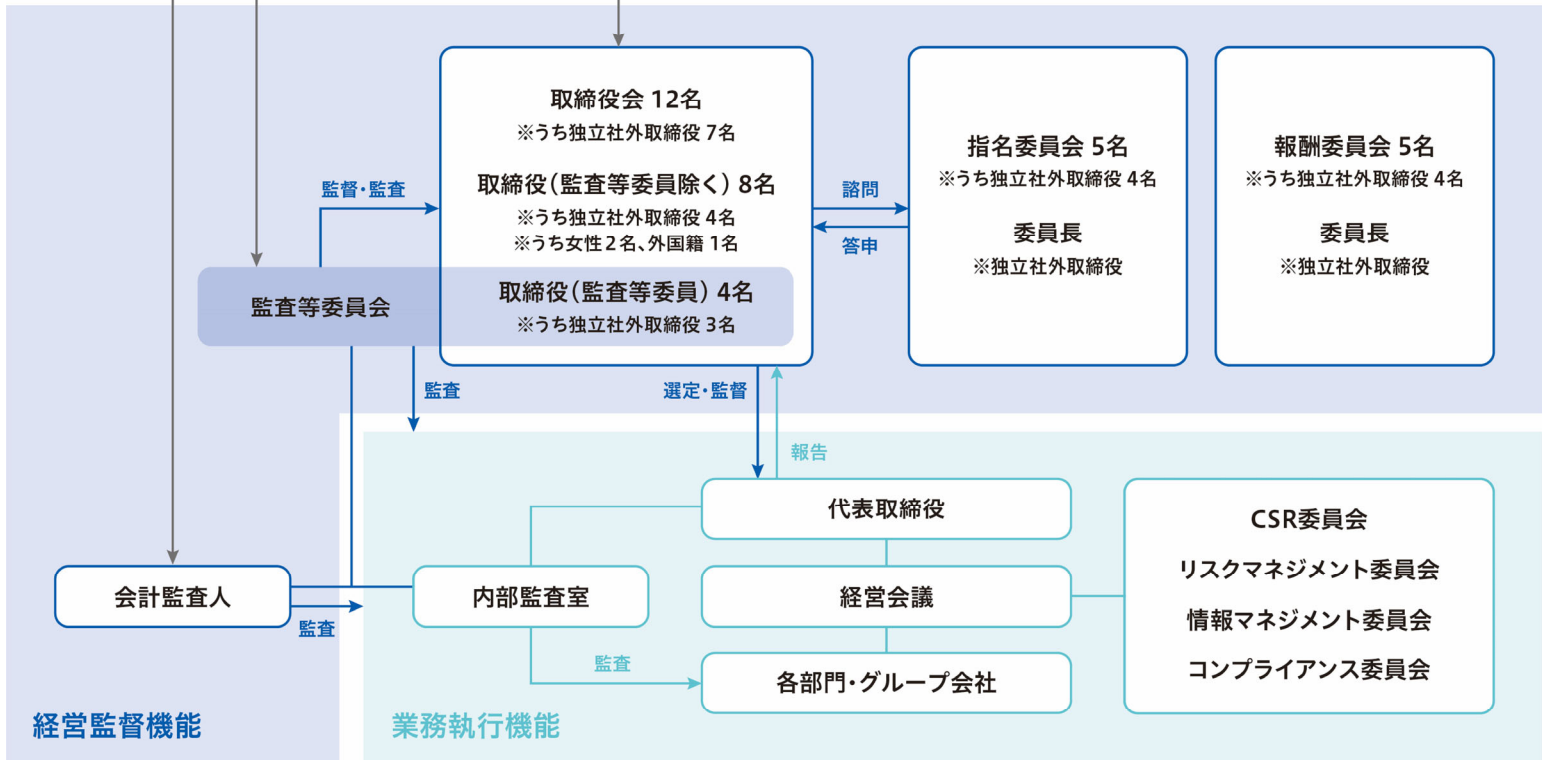 取締役会 12名
※うち独立社外取締役 7名
取締役(監査等委員除く) 8名
※うち独立社外取締役 4名
※うち女性2名、外国籍 1名
監督・監査
監査等委員会
取締役(監査等委員) 4名
※うち独立社外取締役 3名
諮問
答申
指名委員会 5名
※うち独立社外取締役 4名
委員長
※独立社外取締役
報酬委員会 5名
※うち独立社外取締役 4名
委員長
※独立社外取締役
監査
選定・監督
報告
代表取締役
会計監査人
監査
内部監査室
経営会議
監査
各部門・グループ会社
CSR委員会
リスクマネジメント委員会
情報マネジメント委員会
コンプライアンス委員会
経営監督機能
業務執行機能